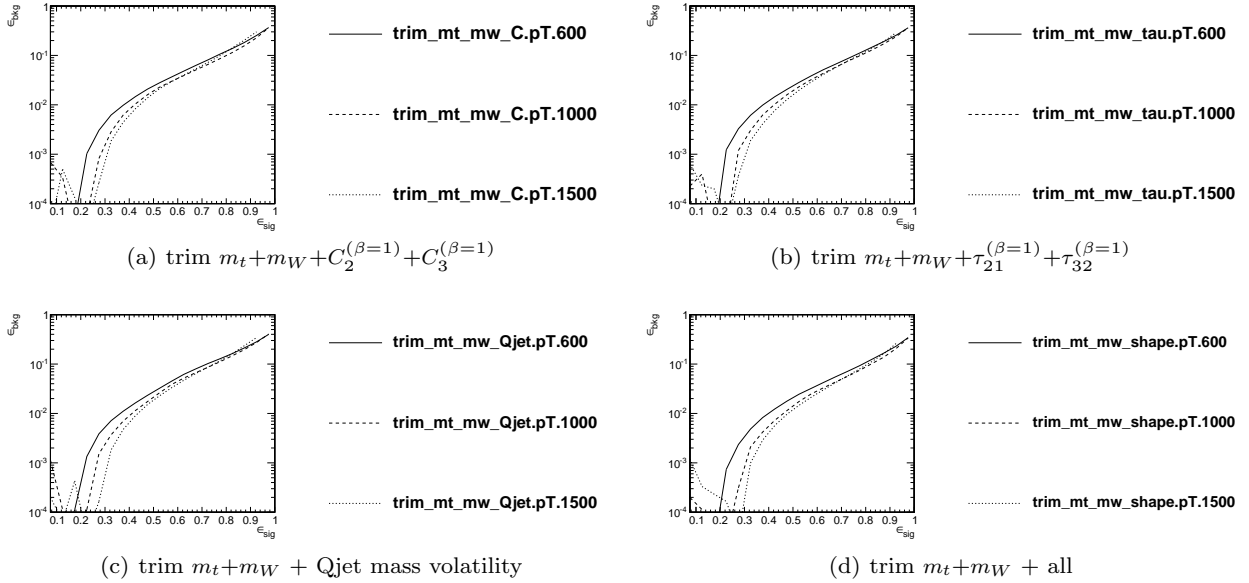 ϵbkg
1
10^-1
10^-2
10^-3
10^-4
0.1 0.2 0.3 0.4 0.5 0.6 0.7 0.8 0.9 1
ϵsig
trim_mt_mw_C.pT.600
trim_mt_mw_C.pT.1000
trim_mt_mw_C.pT.1500
(a) trim m_t+m_W+C_2^(β=1)+C_3^(β=1)
ϵbkg
1
10^-1
10^-2
10^-3
10^-4
0.1 0.2 0.3 0.4 0.5 0.6 0.7 0.8 0.9 1
ϵsig
trim_mt_mw_tau.pT.600
trim_mt_mw_tau.pT.1000
trim_mt_mw_tau.pT.1500
(b) trim m_t+m_W+τ_21^(β=1)+τ_32^(β=1)
ϵbkg
1
10^-1
10^-2
10^-3
10^-4
0.1 0.2 0.3 0.4 0.5 0.6 0.7 0.8 0.9 1
ϵsig
trim_mt_mw_Qjet.pT.600
trim_mt_mw_Qjet.pT.1000
trim_mt_mw_Qjet.pT.1500
(c) trim m_t+m_W + Qjet mass volatility
ϵbkg
1
10^-1
10^-2
10^-3
10^-4
0.1 0.2 0.3 0.4 0.5 0.6 0.7 0.8 0.9 1
ϵsig
trim_mt_mw_shape.pT.600
trim_mt_mw_shape.pT.1000
trim_mt_mw_shape.pT.1500
(d) trim m_t+m_W + all